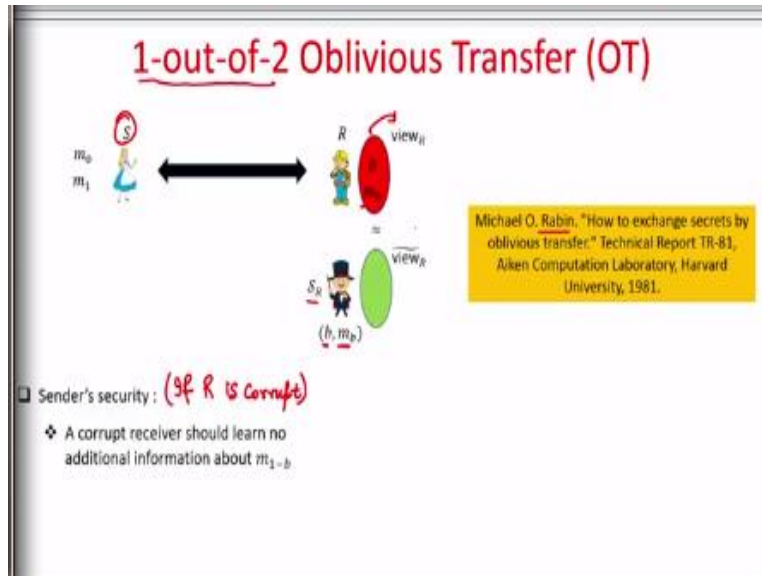 1-out-of-2 Oblivious Transfer (OT)
S
R
view_R
m_0
m_1
≈
view_R
S_R
(b, m_b)
Michael O. Rabin. "How to exchange secrets by
oblivious transfer." Technical Report TR-81,
Aiken Computation Laboratory, Harvard
University, 1981.
Sender's security : (If R is corrupt)
A corrupt receiver should learn no
additional information about m_{1-b}